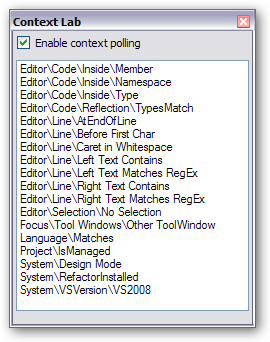 Context Lab
Enable context polling
Editor\Code\Inside\Member
Editor\Code\Inside\Namespace
Editor\Code\Inside\Type
Editor\Code\Reflection\TypesMatch
Editor\Line\AtEndOfLine
Editor\Line\Before First Char
Editor\Line\Caret in Whitespace
Editor\Line\Left Text Contains
Editor\Line\Left Text Matches RegEx
Editor\Line\Right Text Contains
Editor\Line\Right Text Matches RegEx
Editor\Selection\No Selection
Focus\Tool Windows\Other ToolWindow
Language\Matches
Project\IsManaged
System\Design Mode
System\RefactorInstalled
System\VSVersion\VS2008